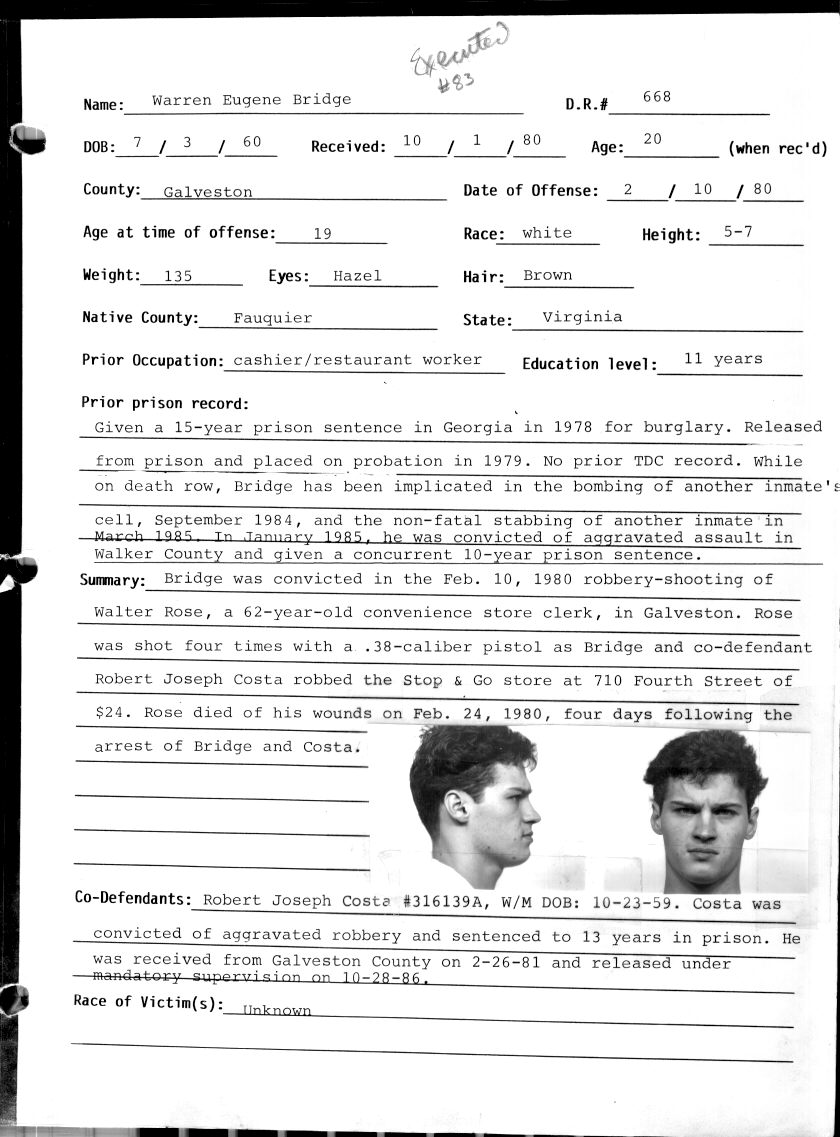 Executed
#83
Name: Warren Eugene Bridge D.R.# 668
DOB: 7 / 3 / 60 Received: 10 / 1 / 80 Age: 20 (when rec'd)
County: Galveston Date of Offense: 2 / 10 / 80
Age at time of offense: 19 Race: white Height: 5-7
Weight: 135 Eyes: Hazel Hair: Brown
Native County: Fauquier State: Virginia
Prior Occupation: cashier/restaurant worker Education level: 11 years
Prior prison record:
Given a 15-year prison sentence in Georgia in 1978 for burglary. Released
from prison and placed on probation in 1979. No prior TDC record. While
on death row, Bridge has been implicated in the bombing of another inmate's
cell, September 1984, and the non-fatal stabbing of another inmate in
March 1985. In January 1985, he was convicted of aggravated assault in
Walker County and given a concurrent 10-year prison sentence.
Summary: Bridge was convicted in the Feb. 10, 1980 robbery-shooting of
Walter Rose, a 62-year-old convenience store clerk, in Galveston. Rose
was shot four times with a .38-caliber pistol as Bridge and co-defendant
Robert Joseph Costa robbed the Stop & Go store at 710 Fourth Street of
$24. Rose died of his wounds on Feb. 24, 1980, four days following the
arrest of Bridge and Costa.
Co-Defendants: Robert Joseph Costa #316139A, W/M DOB: 10-23-59. Costa was
convicted of aggravated robbery and sentenced to 13 years in prison. He
was received from Galveston County on 2-26-81 and released under
mandatory supervision on 10-28-86.
Race of Victim(s): Unknown